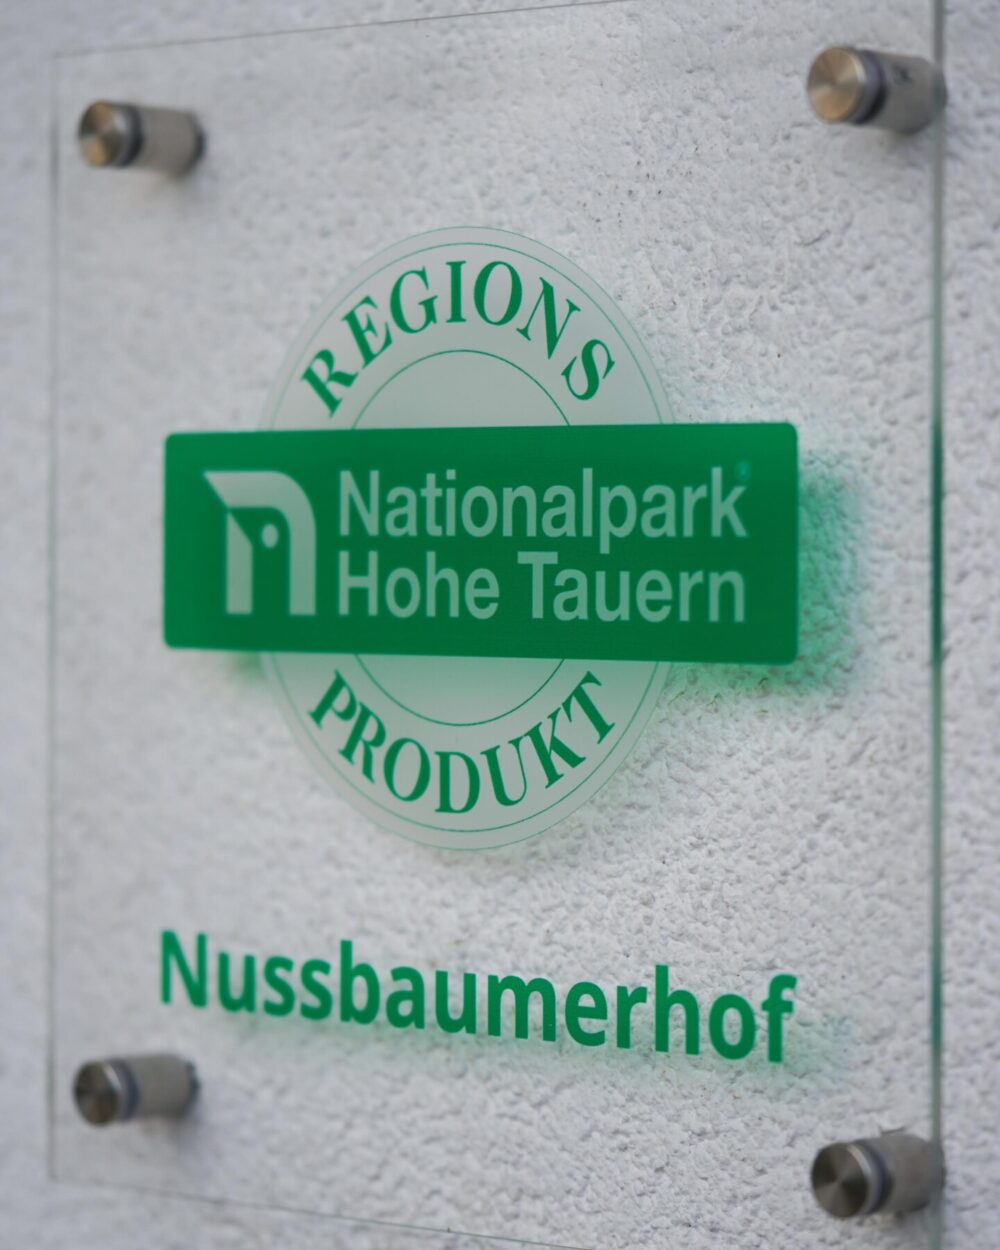 REGIONS
Nationalpark®
Hohe Tauern
PRODUKT
Nussbaumerhof